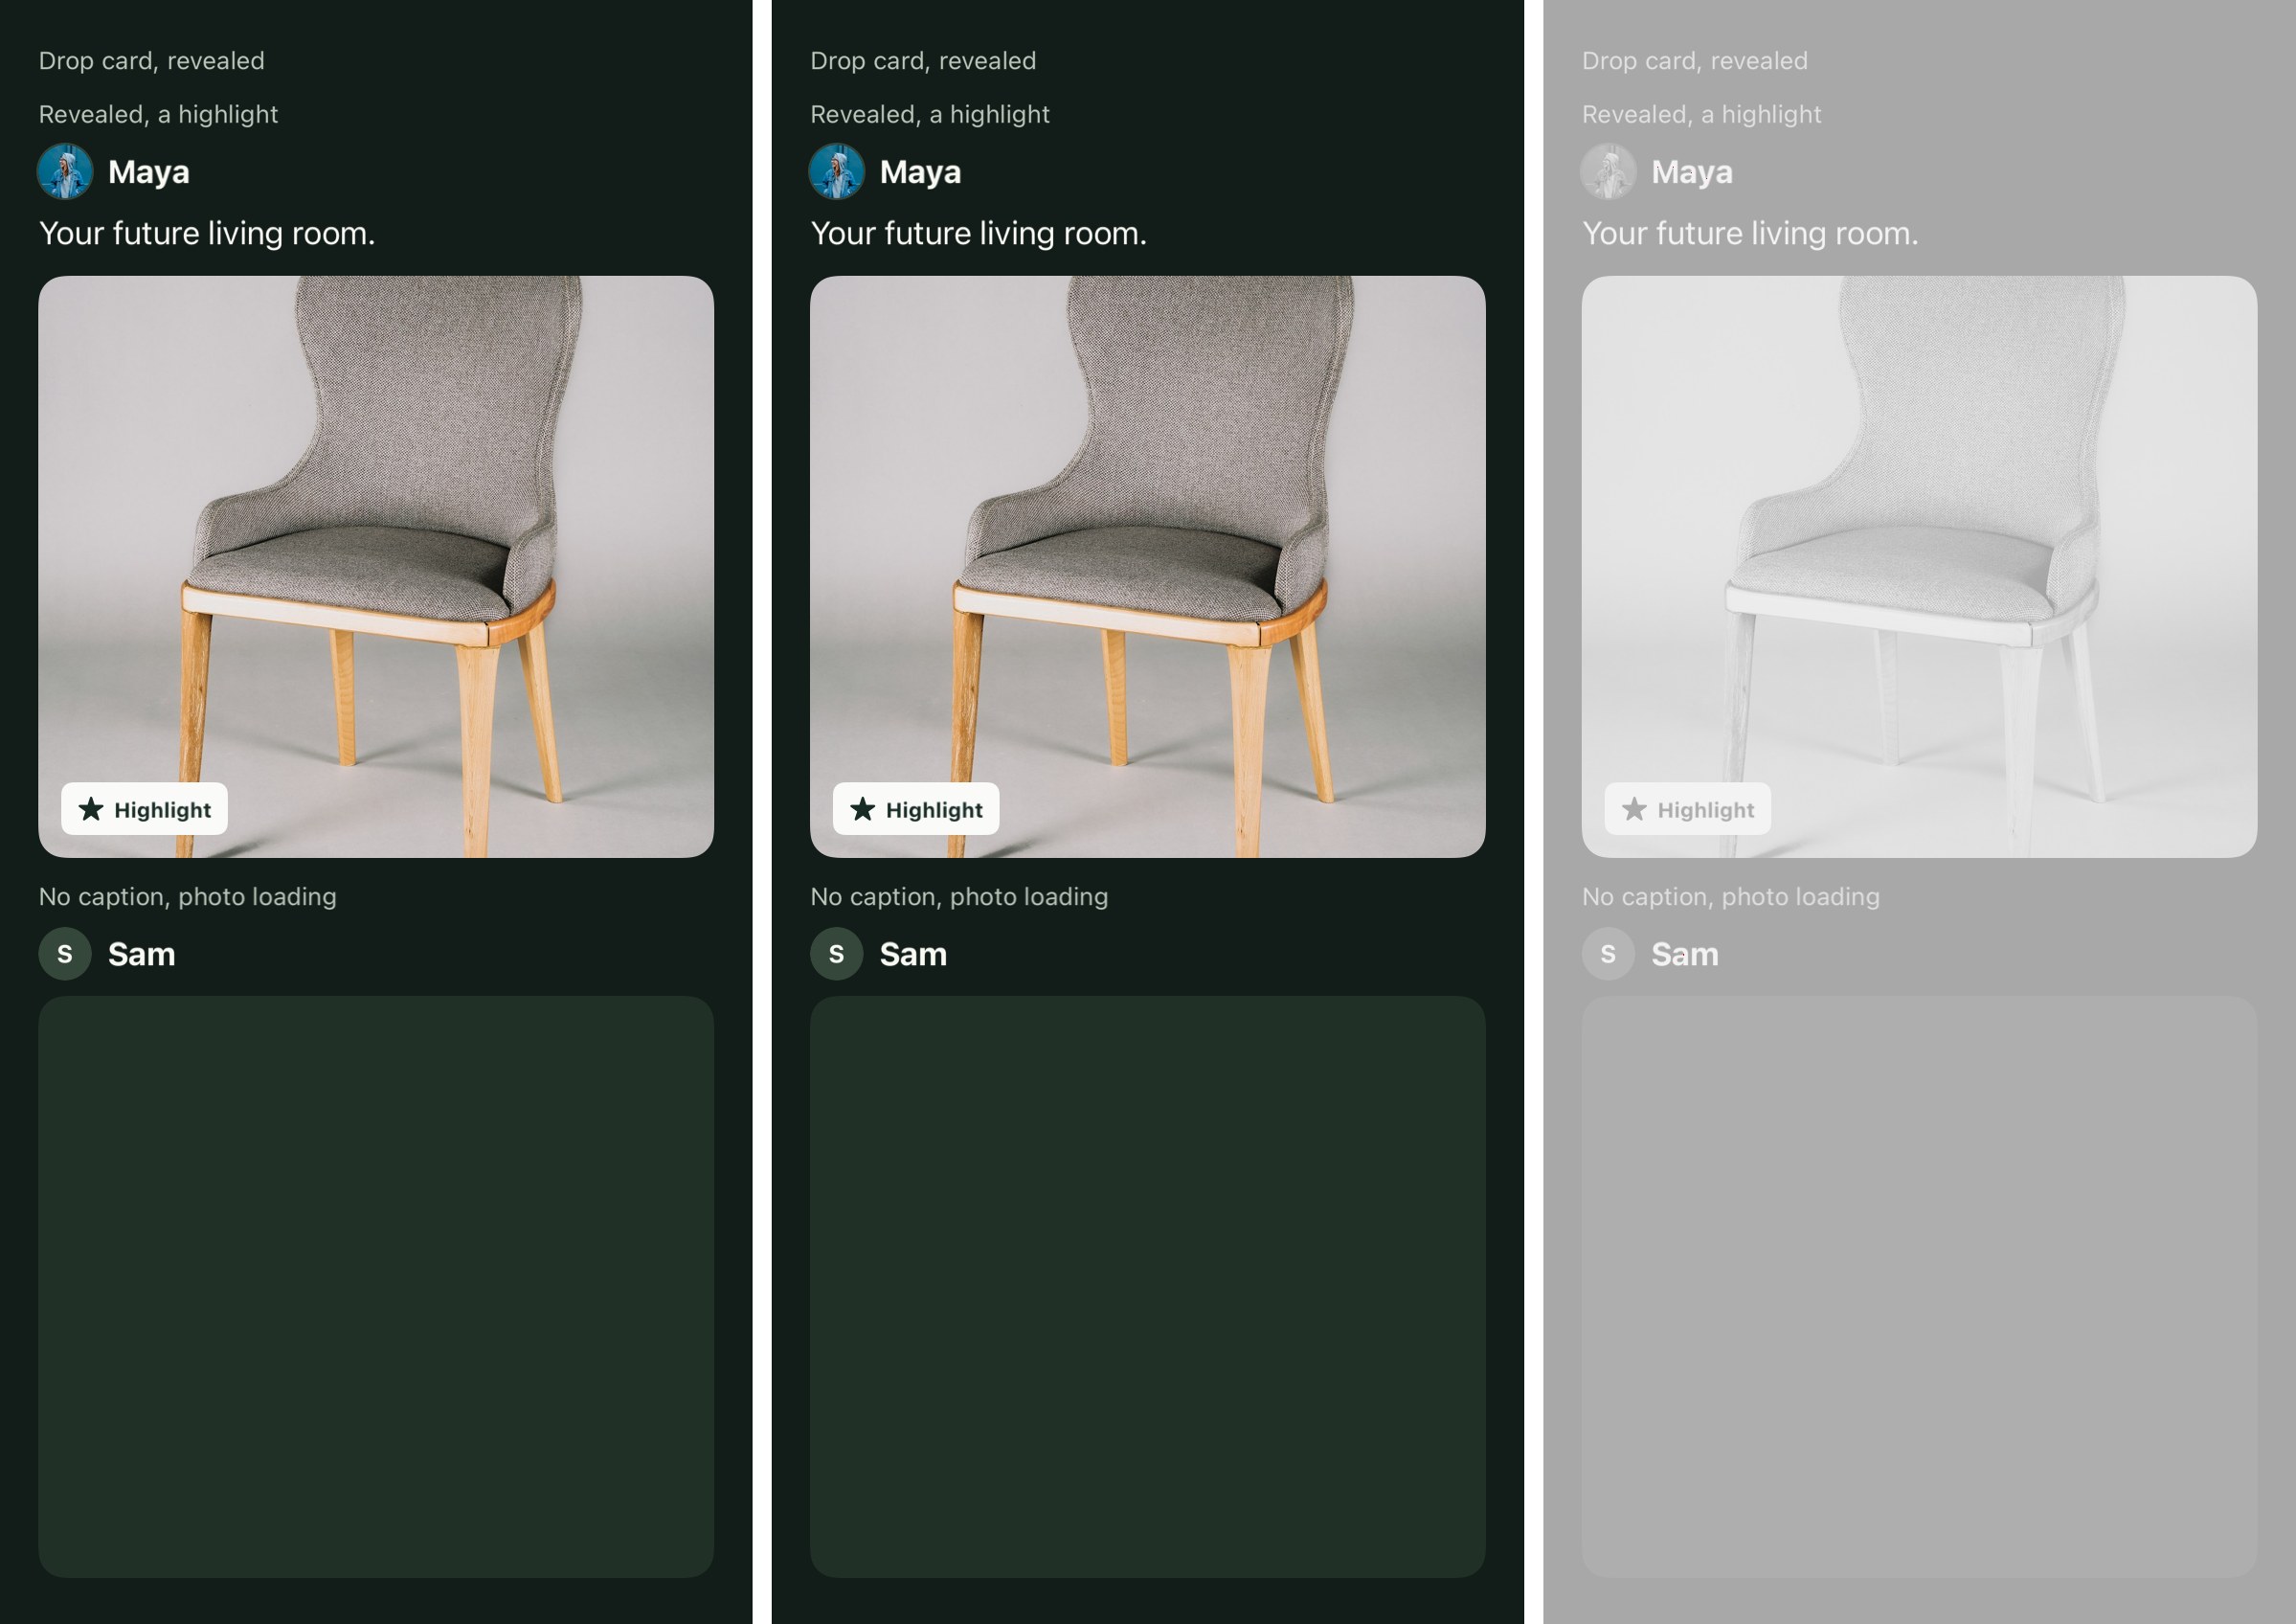 Drop card, revealed
Revealed, a highlight
Maya
Your future living room.
Highlight
No caption, photo loading
S
Sam
Drop card, revealed
Revealed, a highlight
Maya
Your future living room.
Highlight
No caption, photo loading
S
Sam
Drop card, revealed
Revealed, a highlight
Maya
Your future living room.
Highlight
No caption, photo loading
S
Sam